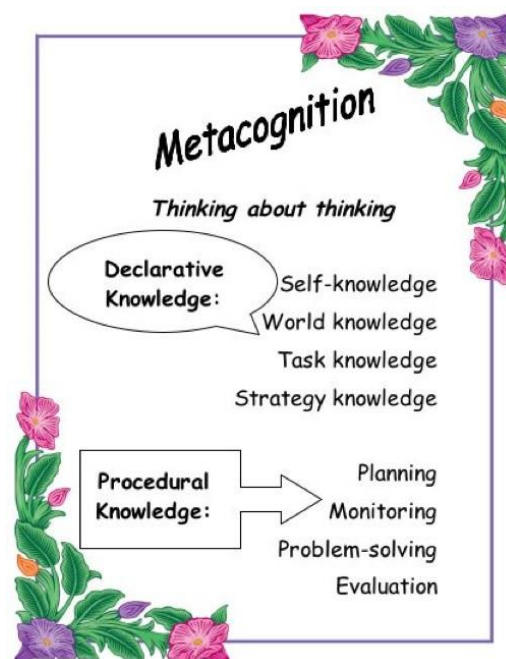 Metacognition
Thinking about thinking
Declarative
Knowledge:
Self-knowledge
World knowledge
Task knowledge
Strategy knowledge
Procedural
Knowledge:
Planning
Monitoring
Problem-solving
Evaluation